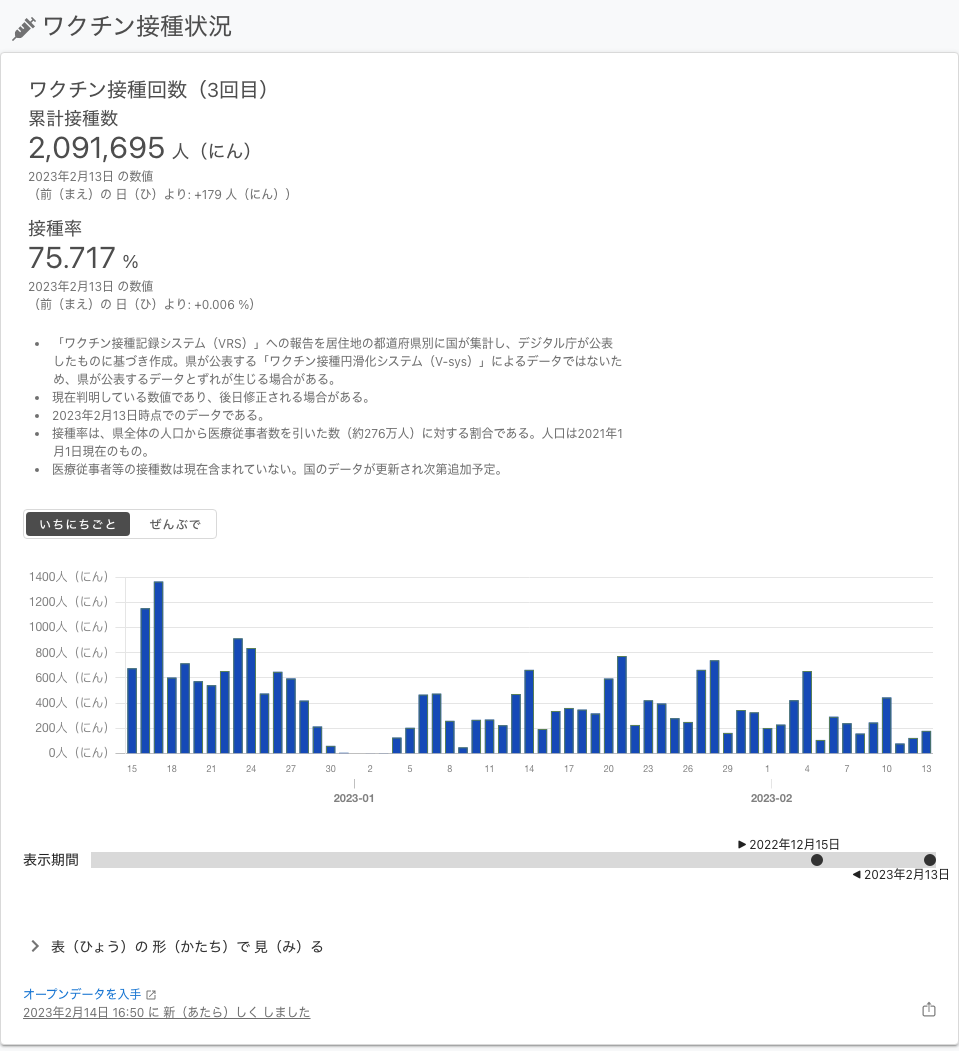 ワクチン接種状況
ワクチン接種回数（3回目）
累計接種数
2,091,695 人（にん）
2023年2月13日 の数値
（前（まえ）の 日（ひ）より: +179 人（にん））
接種率
75.717 %
2023年2月13日 の数値
（前（まえ）の 日（ひ）より: +0.006 %）
• 「ワクチン接種記録システム（VRS）」への報告を居住地の都道府県別に国が集計し、デジタル庁が公表
したものに基づき作成。県が公表する「ワクチン接種円滑化システム（V-sys）」によるデータではないた
め、県が公表するデータとずれが生じる場合がある。
• 現在判明している数値であり、後日修正される場合がある。
• 2023年2月13日時点でのデータである。
• 接種率は、県全体の人口から医療従事者数を引いた数（約276万人）に対する割合である。人口は2021年1
月1日現在のもの。
• 医療従事者等の接種数は現在含まれていない。国のデータが更新され次第追加予定。
いちにちごと ぜんぶで
1400人（にん）
1200人（にん）
1000人（にん）
800人（にん）
600人（にん）
400人（にん）
200人（にん）
0人（にん）
15 18 21 24 27 30 2 5 8 11 14 17 20 23 26 29 1 4 7 10 13
2023-01 2023-02
▶ 2022年12月15日
表示期間
◀ 2023年2月13日
表（ひょう）の 形（かたち）で 見（み）る
オープンデータを入手
2023年2月14日 16:50 に 新（あたら）しく しました